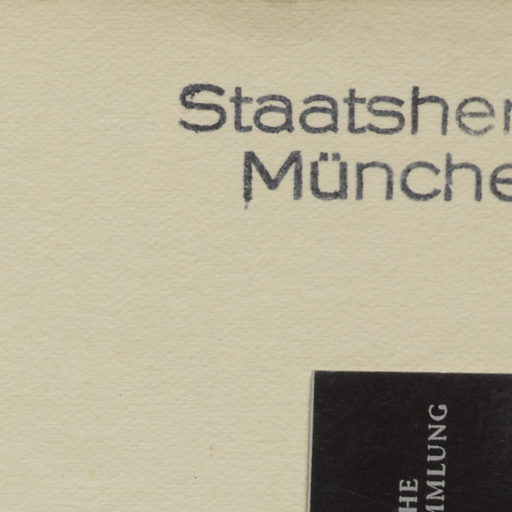 Staatsher
Münche
HE
MMLUNG